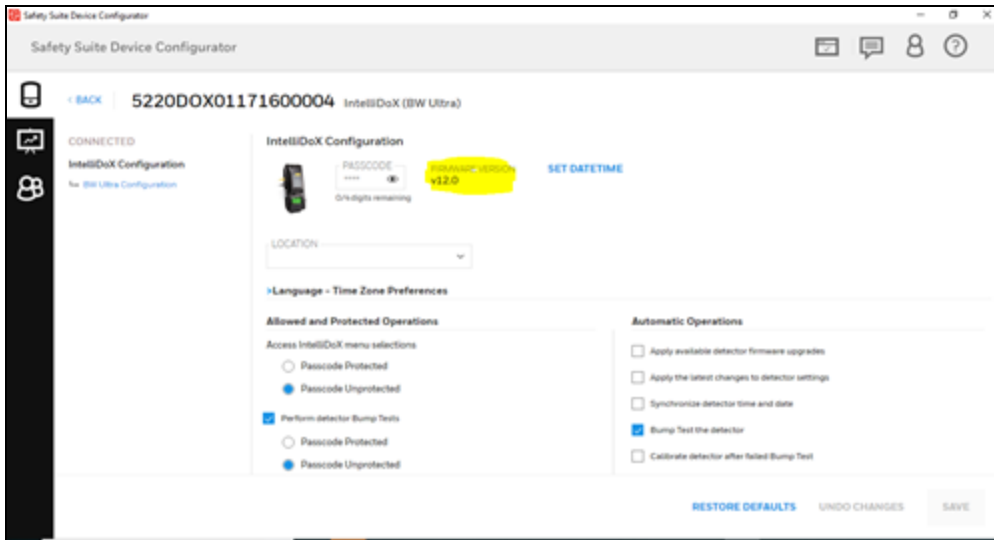 Safety Suite Device Configurator
Safety Suite Device Configurator
< BACK
5220DOX01171600004 IntelliDoX (BW Ultra)
CONNECTED
IntelliDoX Configuration
BW Ultra Configuration
IntelliDoX Configuration
PASSCODE
····
0/4 digits remaining
FIRMWARE VERSION
v12.0
SET DATETIME
LOCATION
>Language - Time Zone Preferences
Allowed and Protected Operations
Access IntelliDoX menu selections
Passcode Protected
Passcode Unprotected
Perform detector Bump Tests
Passcode Protected
Passcode Unprotected
Automatic Operations
Apply available detector firmware upgrades
Apply the latest changes to detector settings
Synchronize detector time and date
Bump Test the detector
Calibrate detector after failed Bump Test
RESTORE DEFAULTS
UNDO CHANGES
SAVE